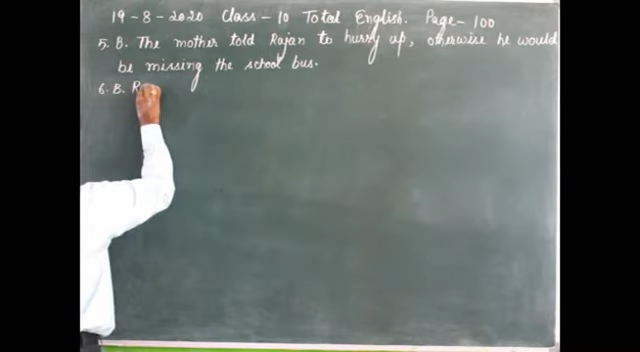 19-8-2020 Class-10 Total English. Page-100
5. B. The mother told Rajan to hurry up, otherwise he would
be missing the school bus.
6. B. R